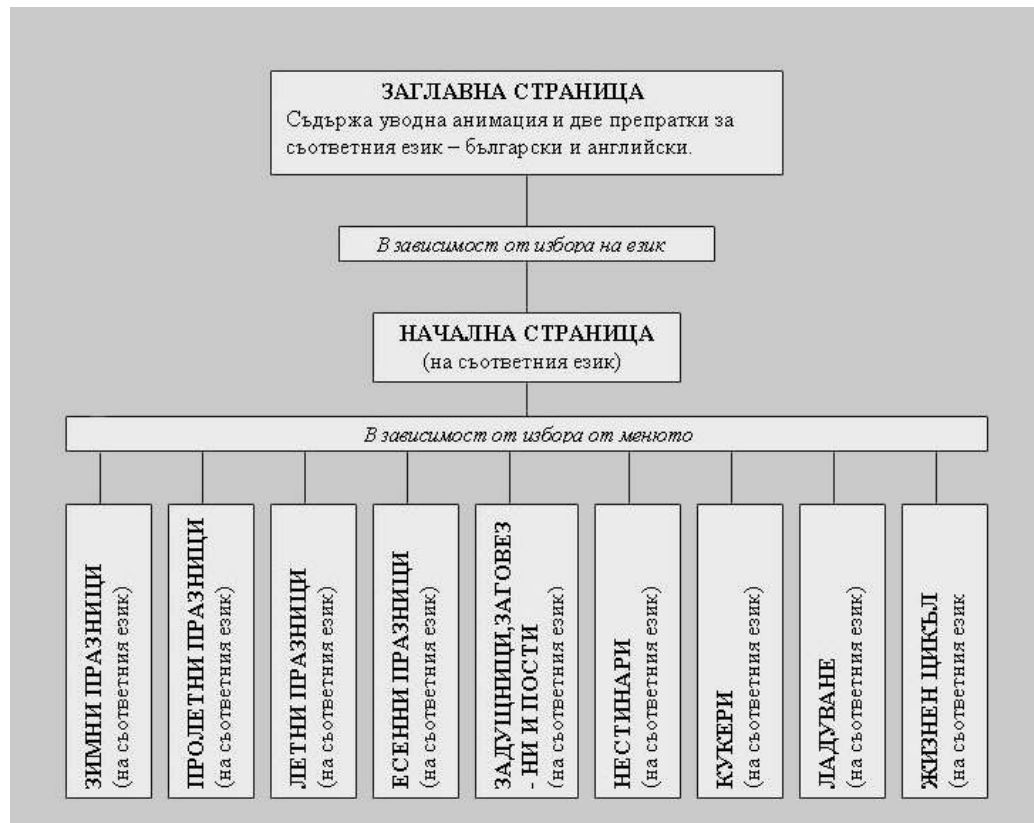 ЗАГЛАВНА СТРАНИЦА
Съдържа уводна анимация и две препратки за
съответния език – български и английски.
В зависимост от избора на език
НАЧАЛНА СТРАНИЦА
(на съответния език)
В зависимост от избора от менюто
ЗИМНИ ПРАЗНИЦИ
(на съответния език)
ПРОЛЕТНИ ПРАЗНИЦИ
(на съответния език)
ЛЕТНИ ПРАЗНИЦИ
(на съответния език)
ЕСЕННИ ПРАЗНИЦИ
(на съответния език)
ЗАДУЩНИЦИ,ЗАГОВЕЗ
- НИ И ПОСТИ
(на съответния език)
НЕСТИНАРИ
(на съответния език)
КУКЕРИ
(на съответния език)
ЛАДУВАНЕ
(на съответния език)
ЖИЗНЕН ЦИКЪЛ
(на съответния език